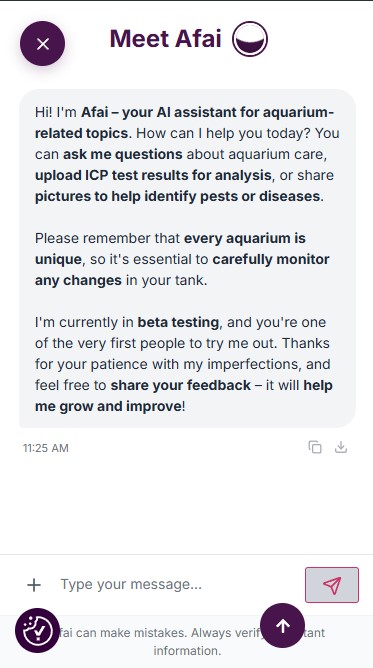 Meet Afai
Hi! I'm Afai – your AI assistant for aquarium-
related topics. How can I help you today? You
can ask me questions about aquarium care,
upload ICP test results for analysis, or share
pictures to help identify pests or diseases.
Please remember that every aquarium is
unique, so it's essential to carefully monitor
any changes in your tank.
I'm currently in beta testing, and you're one
of the very first people to try me out. Thanks
for your patience with my imperfections, and
feel free to share your feedback – it will help
me grow and improve!
11:25 AM
Type your message...
fai can make mistakes. Always verif tant
information.